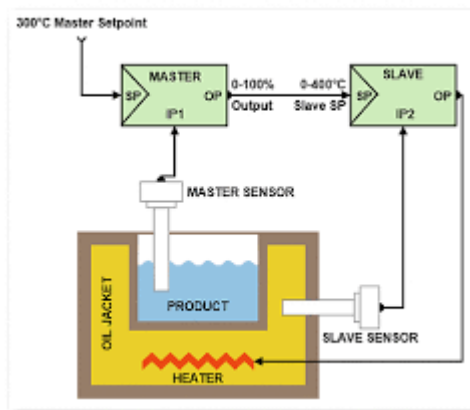 300°C Master Setpoint
MASTER
SP
OP
IP1
0-100%
Output
0-400°C
Slave SP
SLAVE
SP
OP
IP2
MASTER SENSOR
PRODUCT
OIL JACKET
SLAVE SENSOR
HEATER